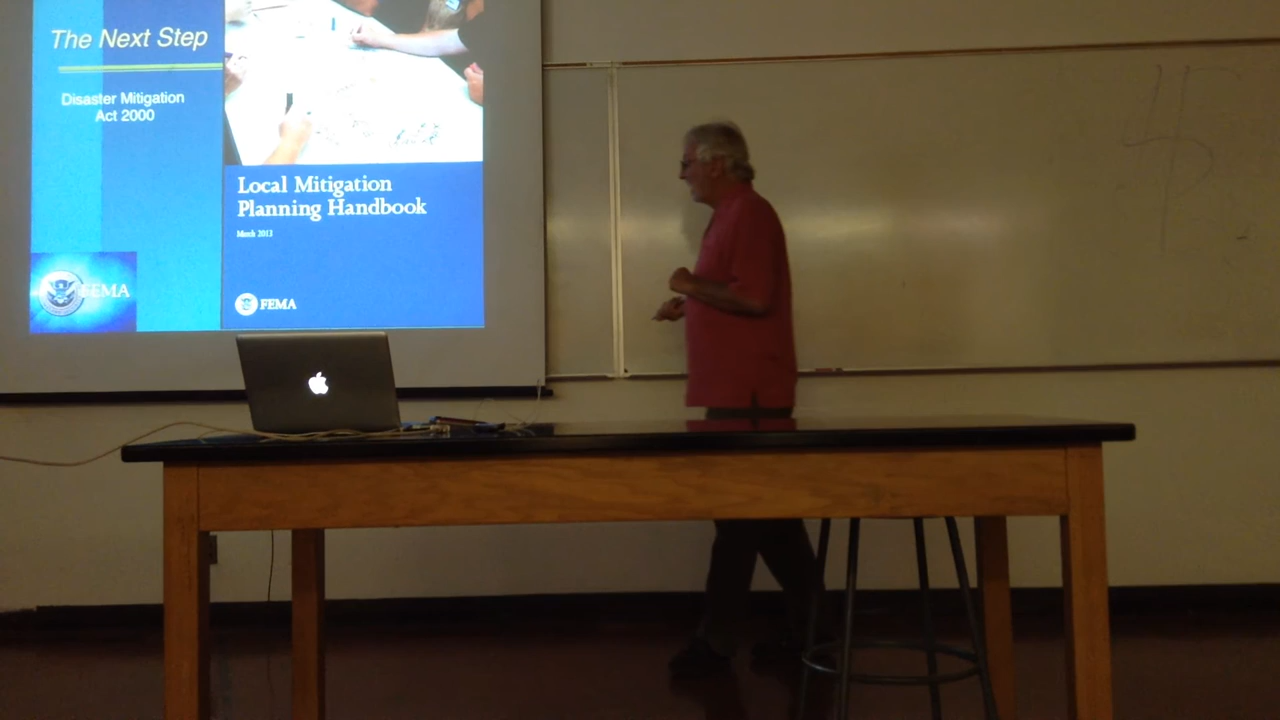 The Next Step
Disaster Mitigation
Act 2000
FEMA
Local Mitigation
Planning Handbook
March 2013
FEMA